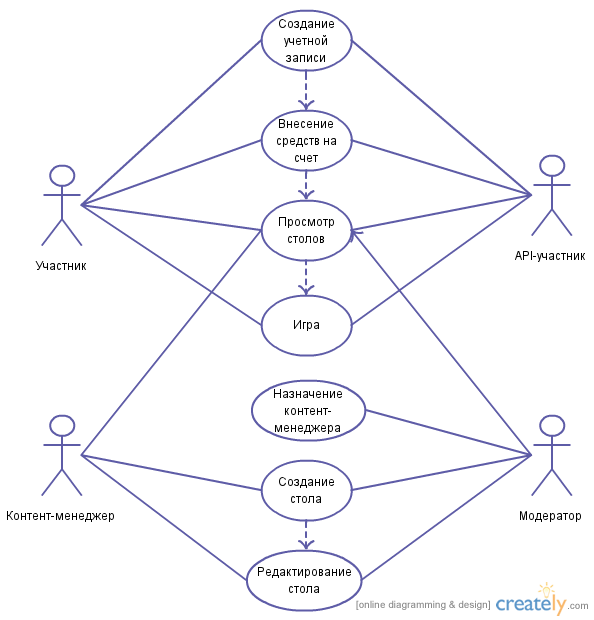 Создание
учетной
записи
Внесение
средств на
счет
Просмотр
столов
Участник
API-участник
Игра
Назначение
контент-
менеджера
Создание
стола
Контент-менеджер
Модератор
Редактирование
стола
[online diagramming & design] creately.com